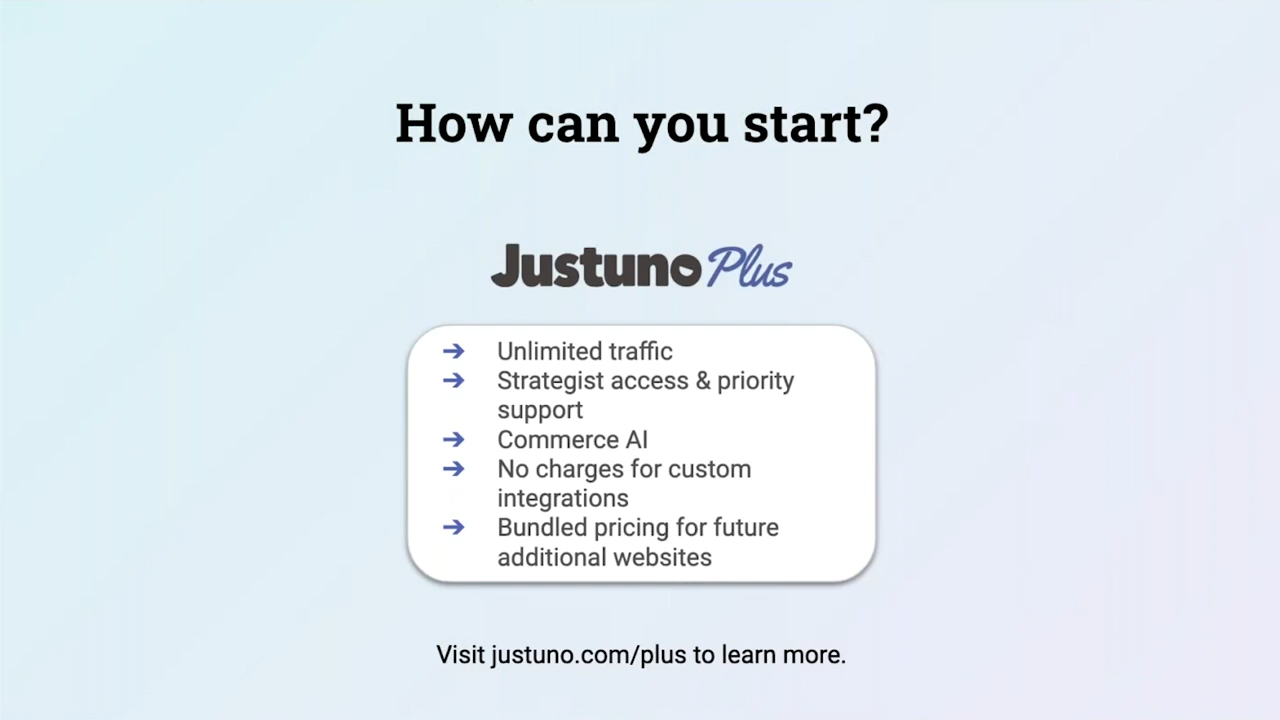 How can you start?
Justuno Plus
➔ Unlimited traffic
➔ Strategist access & priority
support
➔ Commerce AI
➔ No charges for custom
integrations
➔ Bundled pricing for future
additional websites
Visit justuno.com/plus to learn more.